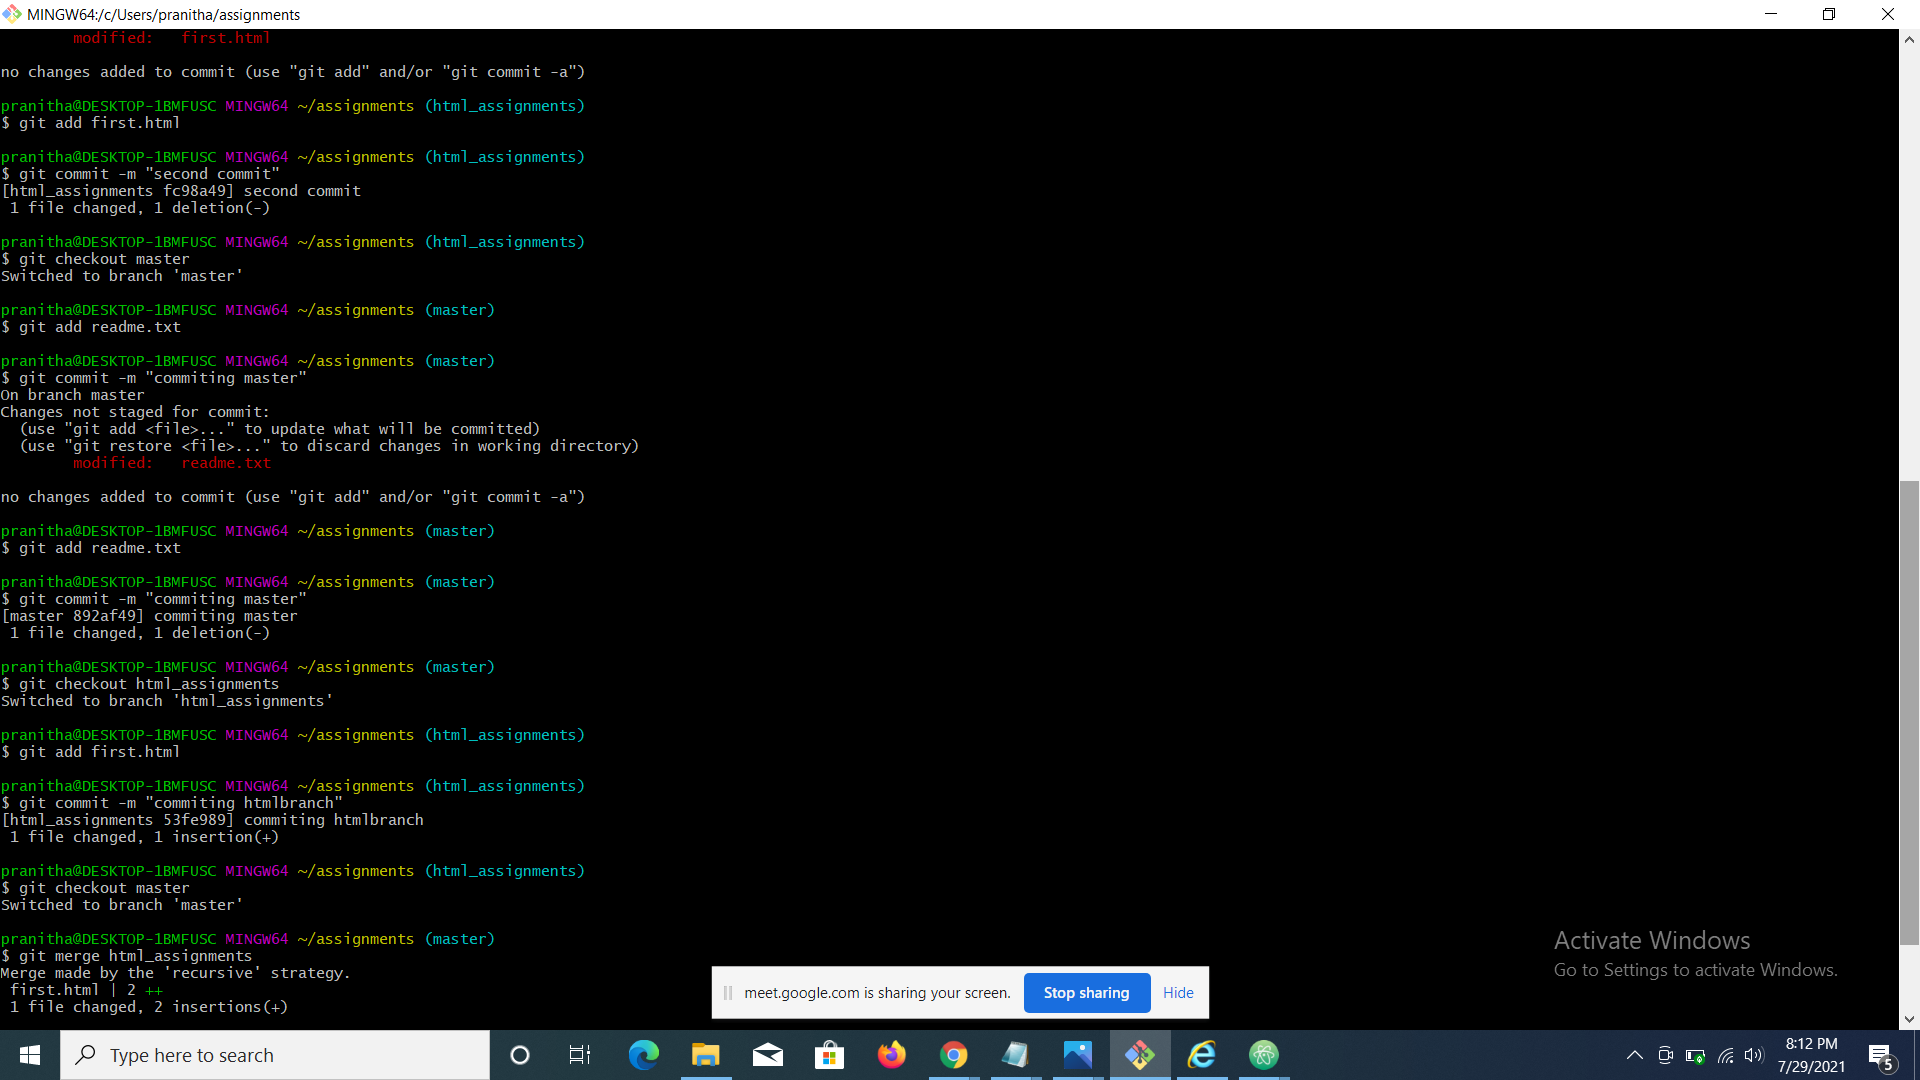 MINGW64:/c/Users/pranitha/assignments
modified:   first.html
no changes added to commit (use "git add" and/or "git commit -a")
pranitha@DESKTOP-1BMFUSC MINGW64 ~/assignments (html_assignments)
$ git add first.html
pranitha@DESKTOP-1BMFUSC MINGW64 ~/assignments (html_assignments)
$ git commit -m "second commit"
[html_assignments fc98a49] second commit
1 file changed, 1 deletion(-)
pranitha@DESKTOP-1BMFUSC MINGW64 ~/assignments (html_assignments)
$ git checkout master
Switched to branch 'master'
pranitha@DESKTOP-1BMFUSC MINGW64 ~/assignments (master)
$ git add readme.txt
pranitha@DESKTOP-1BMFUSC MINGW64 ~/assignments (master)
$ git commit -m "commiting master"
On branch master
Changes not staged for commit:
(use "git add <file>..." to update what will be committed)
(use "git restore <file>..." to discard changes in working directory)
modified:   readme.txt
no changes added to commit (use "git add" and/or "git commit -a")
pranitha@DESKTOP-1BMFUSC MINGW64 ~/assignments (master)
$ git add readme.txt
pranitha@DESKTOP-1BMFUSC MINGW64 ~/assignments (master)
$ git commit -m "commiting master"
[master 892af49] commiting master
1 file changed, 1 deletion(-)
pranitha@DESKTOP-1BMFUSC MINGW64 ~/assignments (master)
$ git checkout html_assignments
Switched to branch 'html_assignments'
pranitha@DESKTOP-1BMFUSC MINGW64 ~/assignments (html_assignments)
$ git add first.html
pranitha@DESKTOP-1BMFUSC MINGW64 ~/assignments (html_assignments)
$ git commit -m "commiting htmlbranch"
[html_assignments 53fe989] commiting htmlbranch
1 file changed, 1 insertion(+)
pranitha@DESKTOP-1BMFUSC MINGW64 ~/assignments (html_assignments)
$ git checkout master
Switched to branch 'master'
pranitha@DESKTOP-1BMFUSC MINGW64 ~/assignments (master)
$ git merge html_assignments
Merge made by the 'recursive' strategy.
first.html | 2 ++
1 file changed, 2 insertions(+)
Activate Windows
Go to Settings to activate Windows.
meet.google.com is sharing your screen.
Stop sharing
Hide
Type here to search
8:12 PM
7/29/2021
5